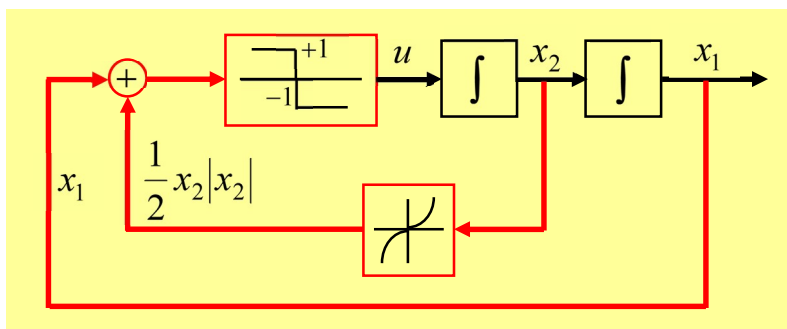 + +1 −1 u ∫ x₂ ∫ x₁
x₁ 1/2 x₂|x₂|